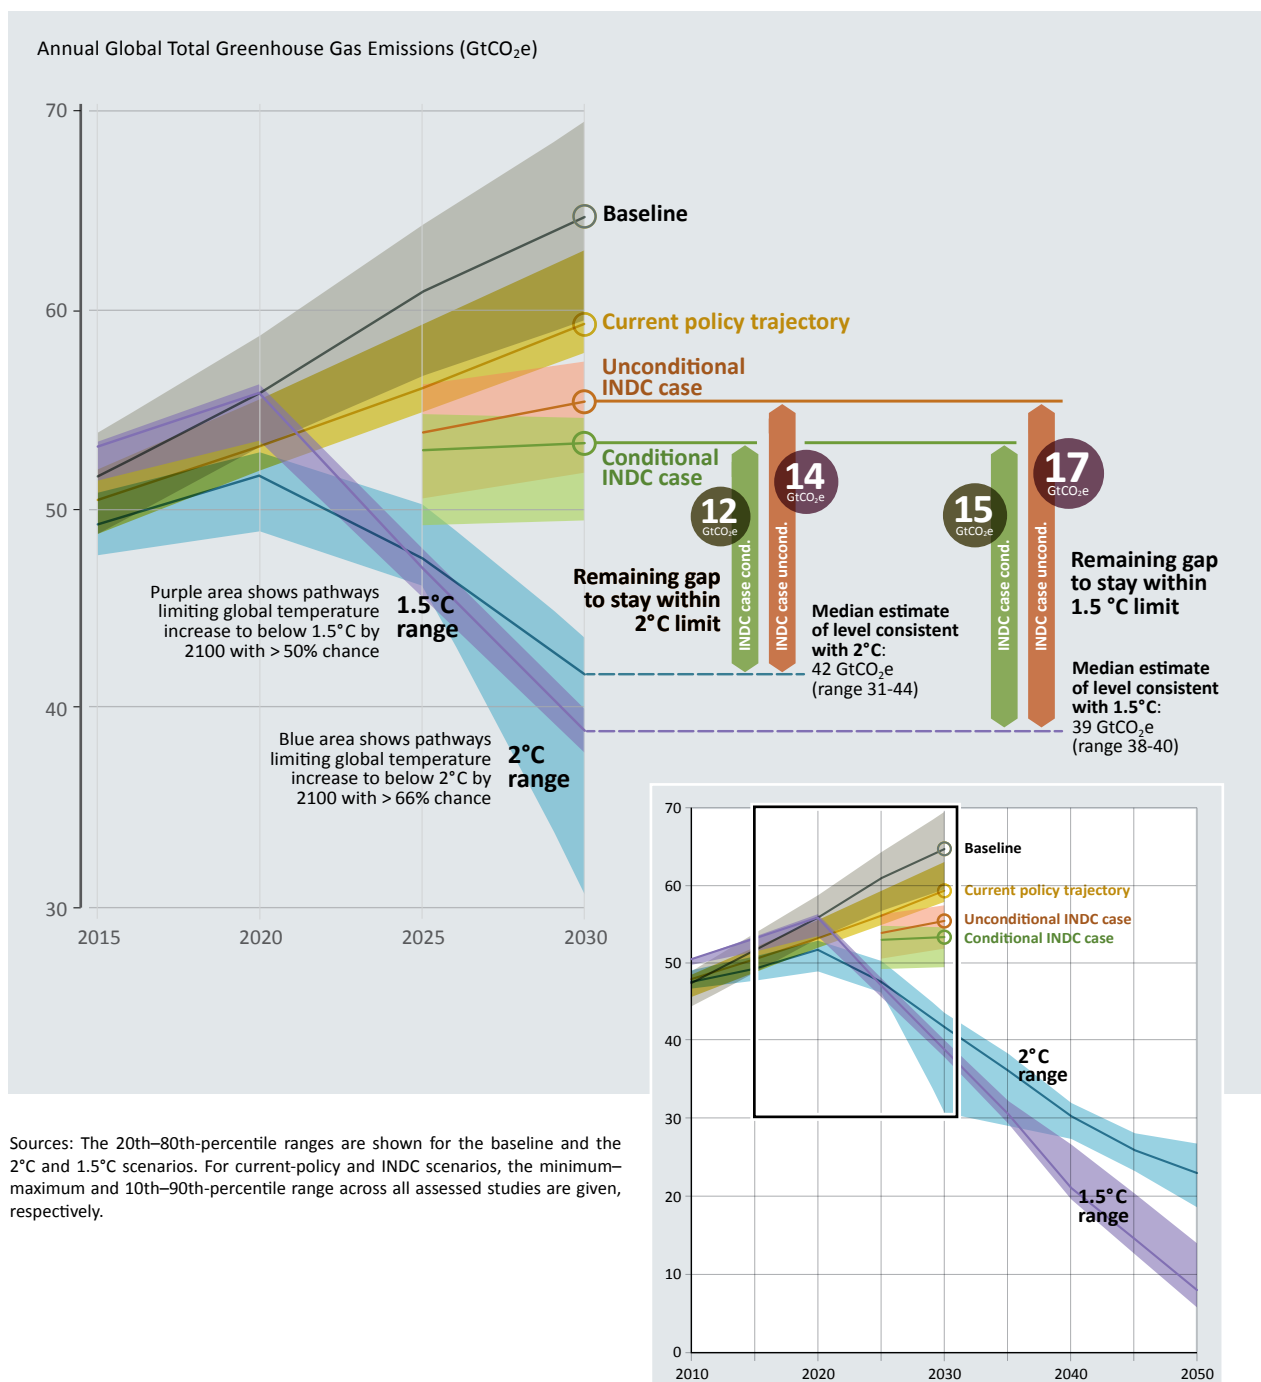 Annual Global Total Greenhouse Gas Emissions (GtCO₂e)
70
60
50
40
30
2015
2020
2025
2030
Baseline
Current policy trajectory
Unconditional
INDC case
Conditional
INDC case
12
GtCO₂e
14
GtCO₂e
15
GtCO₂e
17
GtCO₂e
INDC case cond.
INDC case uncond.
INDC case cond.
INDC case uncond.
Remaining gap
to stay within
2°C limit
Remaining gap
to stay within
1.5 °C limit
Median estimate
of level consistent
with 2°C:
42 GtCO₂e
(range 31-44)
Median estimate
of level consistent
with 1.5°C:
39 GtCO₂e
(range 38-40)
Purple area shows pathways
limiting global temperature
increase to below 1.5°C by
2100 with > 50% chance
1.5°C
range
Blue area shows pathways
limiting global temperature
increase to below 2°C by
2100 with > 66% chance
2°C
range
70
60
50
40
30
20
10
0
2010
2020
2030
2040
2050
Baseline
Current policy trajectory
Unconditional INDC case
Conditional INDC case
2°C
range
1.5°C
range
Sources: The 20th–80th-percentile ranges are shown for the baseline and the
2°C and 1.5°C scenarios. For current-policy and INDC scenarios, the minimum–
maximum and 10th–90th-percentile range across all assessed studies are given,
respectively.